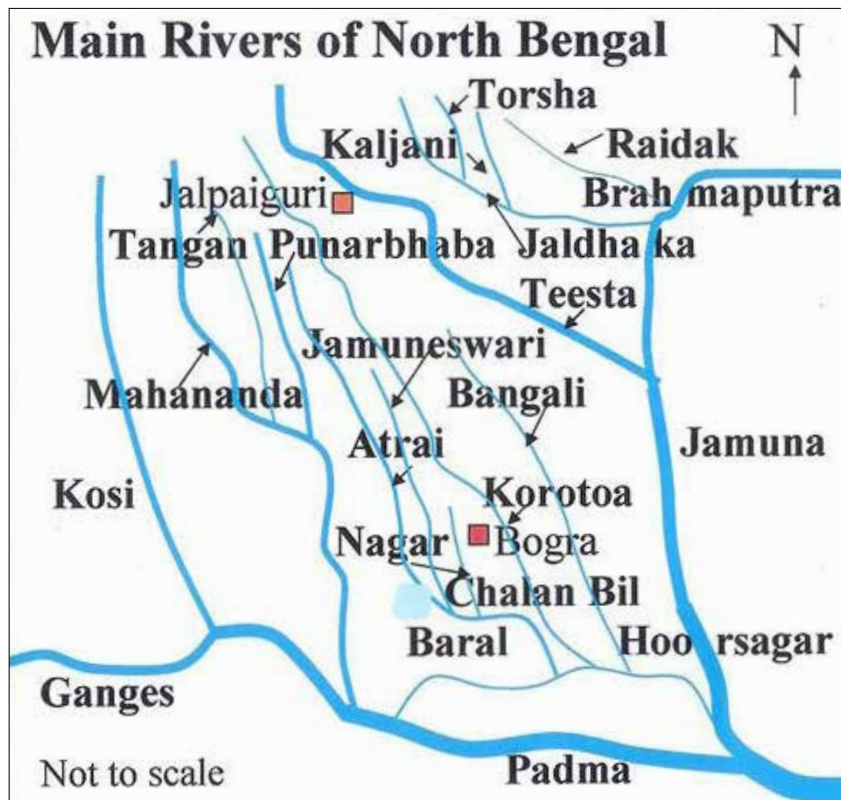 Main Rivers of North Bengal
N
Torsha
Kaljani
Raidak
Jalpaiguri
Brah maputra
Tangan
Punarbhaba
Jaldha ka
Teesta
Jamuneswari
Mahananda
Bangali
Atrai
Jamuna
Kosi
Korotoa
Nagar
Bogra
Chalan Bil
Baral
Hoo rsagar
Ganges
Padma
Not to scale